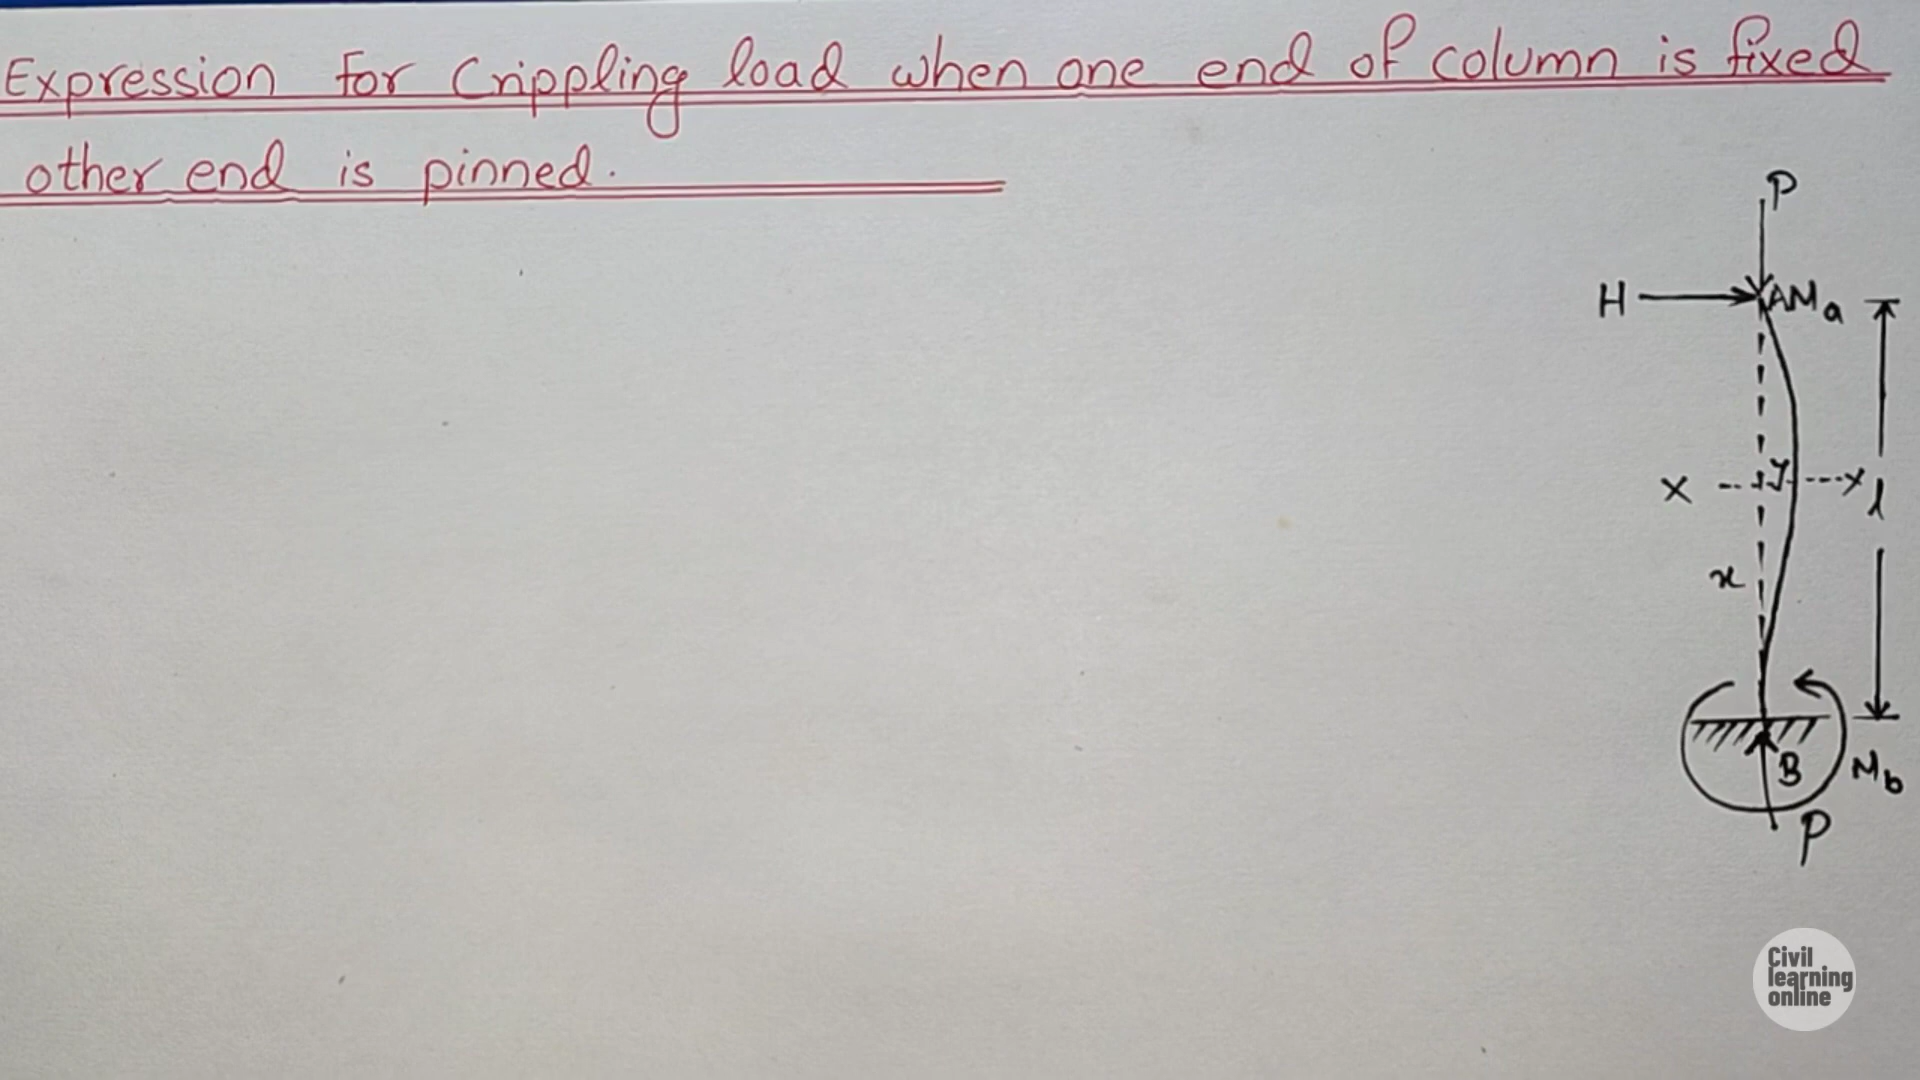 Expression for Crippling load when one end of column is fixed
other end is pinned.
P
H AMa
X y X l
x
B Mb
P
Civil
learning
online